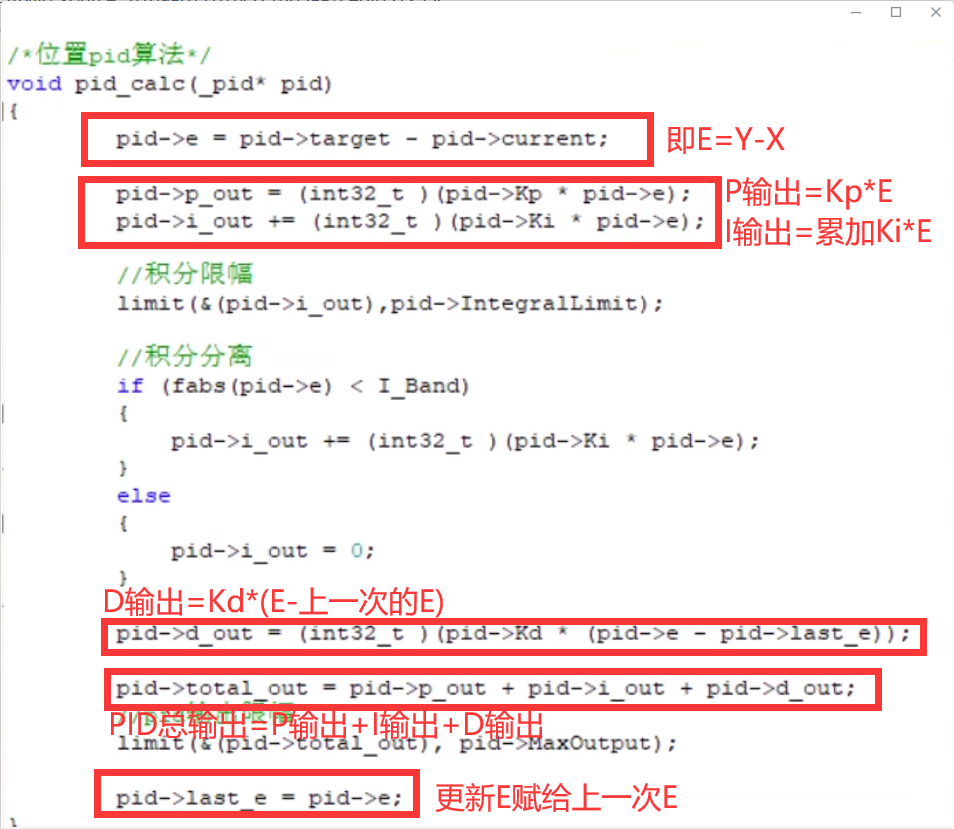 /*位置pid算法*/
void pid_calc(_pid* pid)
{
pid->e = pid->target - pid->current;
即E=Y-X
pid->p_out = (int32_t )(pid->Kp * pid->e);
P输出=Kp*E
pid->i_out += (int32_t )(pid->Ki * pid->e);
I输出=累加Ki*E
//积分限幅
limit(&(pid->i_out),pid->IntegralLimit);
//积分分离
if (fabs(pid->e) < I_Band)
{
pid->i_out += (int32_t )(pid->Ki * pid->e);
}
else
{
pid->i_out = 0;
}
D输出=Kd*(E-上一次的E)
pid->d_out = (int32_t )(pid->Kd * (pid->e - pid->last_e));
pid->total_out = pid->p_out + pid->i_out + pid->d_out;
PID总输出=P输出+I输出+D输出
limit(&(pid->total_out), pid->MaxOutput);
pid->last_e = pid->e;
更新E赋给上一次E
}